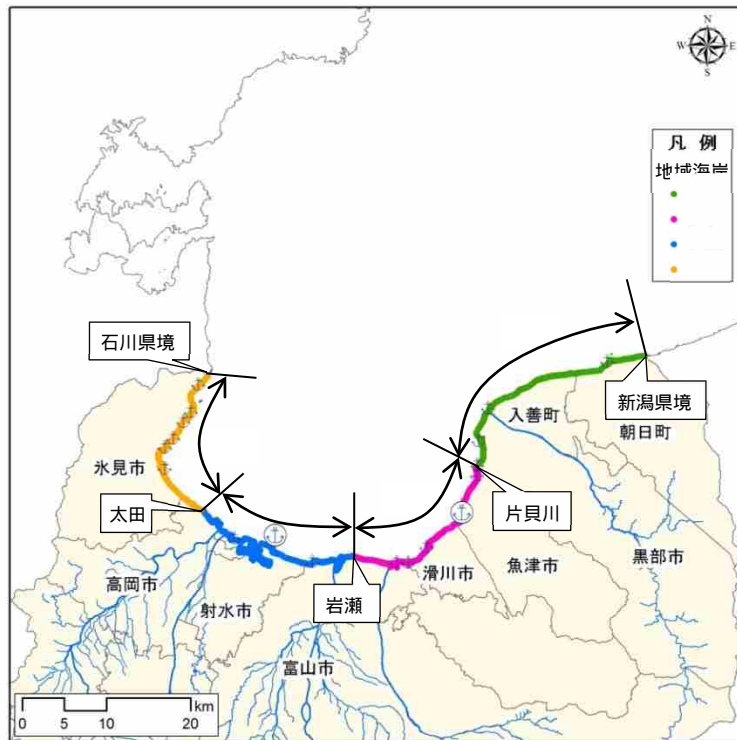 N
W
E
S
凡 例
地域海岸
石川県境
新潟県境
入善町
朝日町
氷見市
太田
片貝川
黒部市
高岡市
射水市
岩瀬
滑川市
魚津市
富山市
km
0 5 10 20